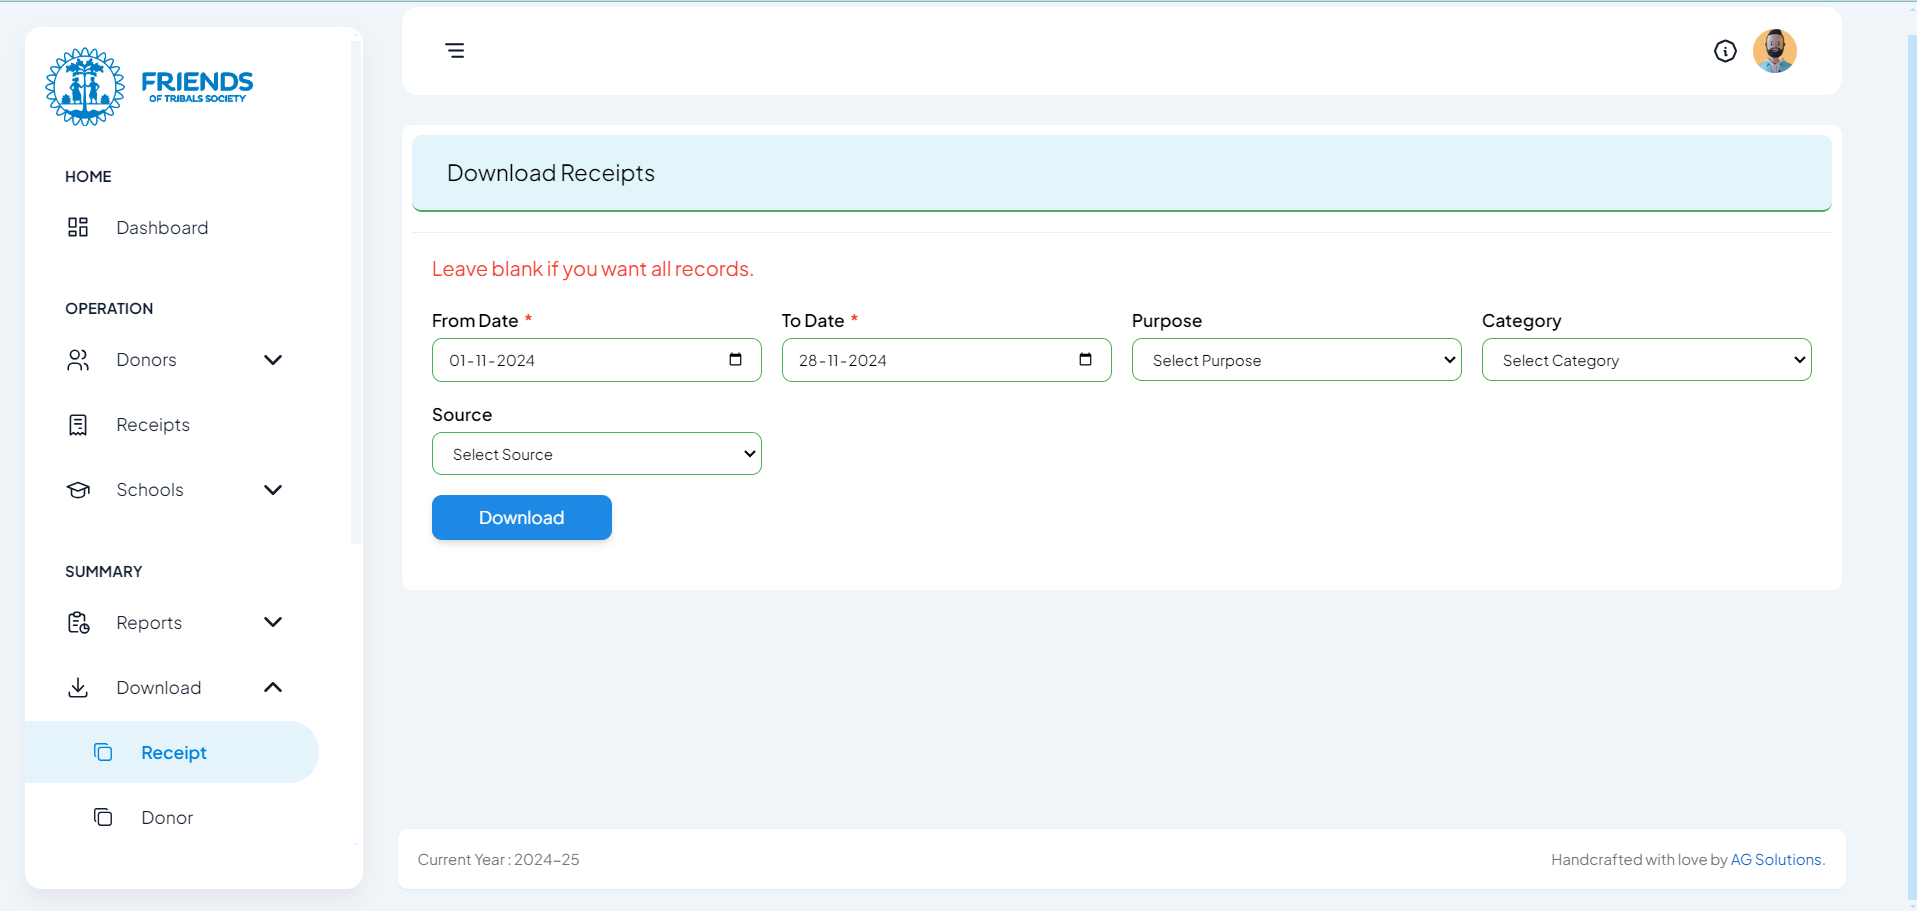 FRIENDS
OF TRIBALS SOCIETY
HOME
Dashboard
OPERATION
Donors
Receipts
Schools
SUMMARY
Reports
Download
Receipt
Donor
Download Receipts
Leave blank if you want all records.
From Date *
To Date *
Purpose
Category
01-11-2024
28-11-2024
Select Purpose
Select Category
Source
Select Source
Download
Current Year : 2024-25
Handcrafted with love by AG Solutions.